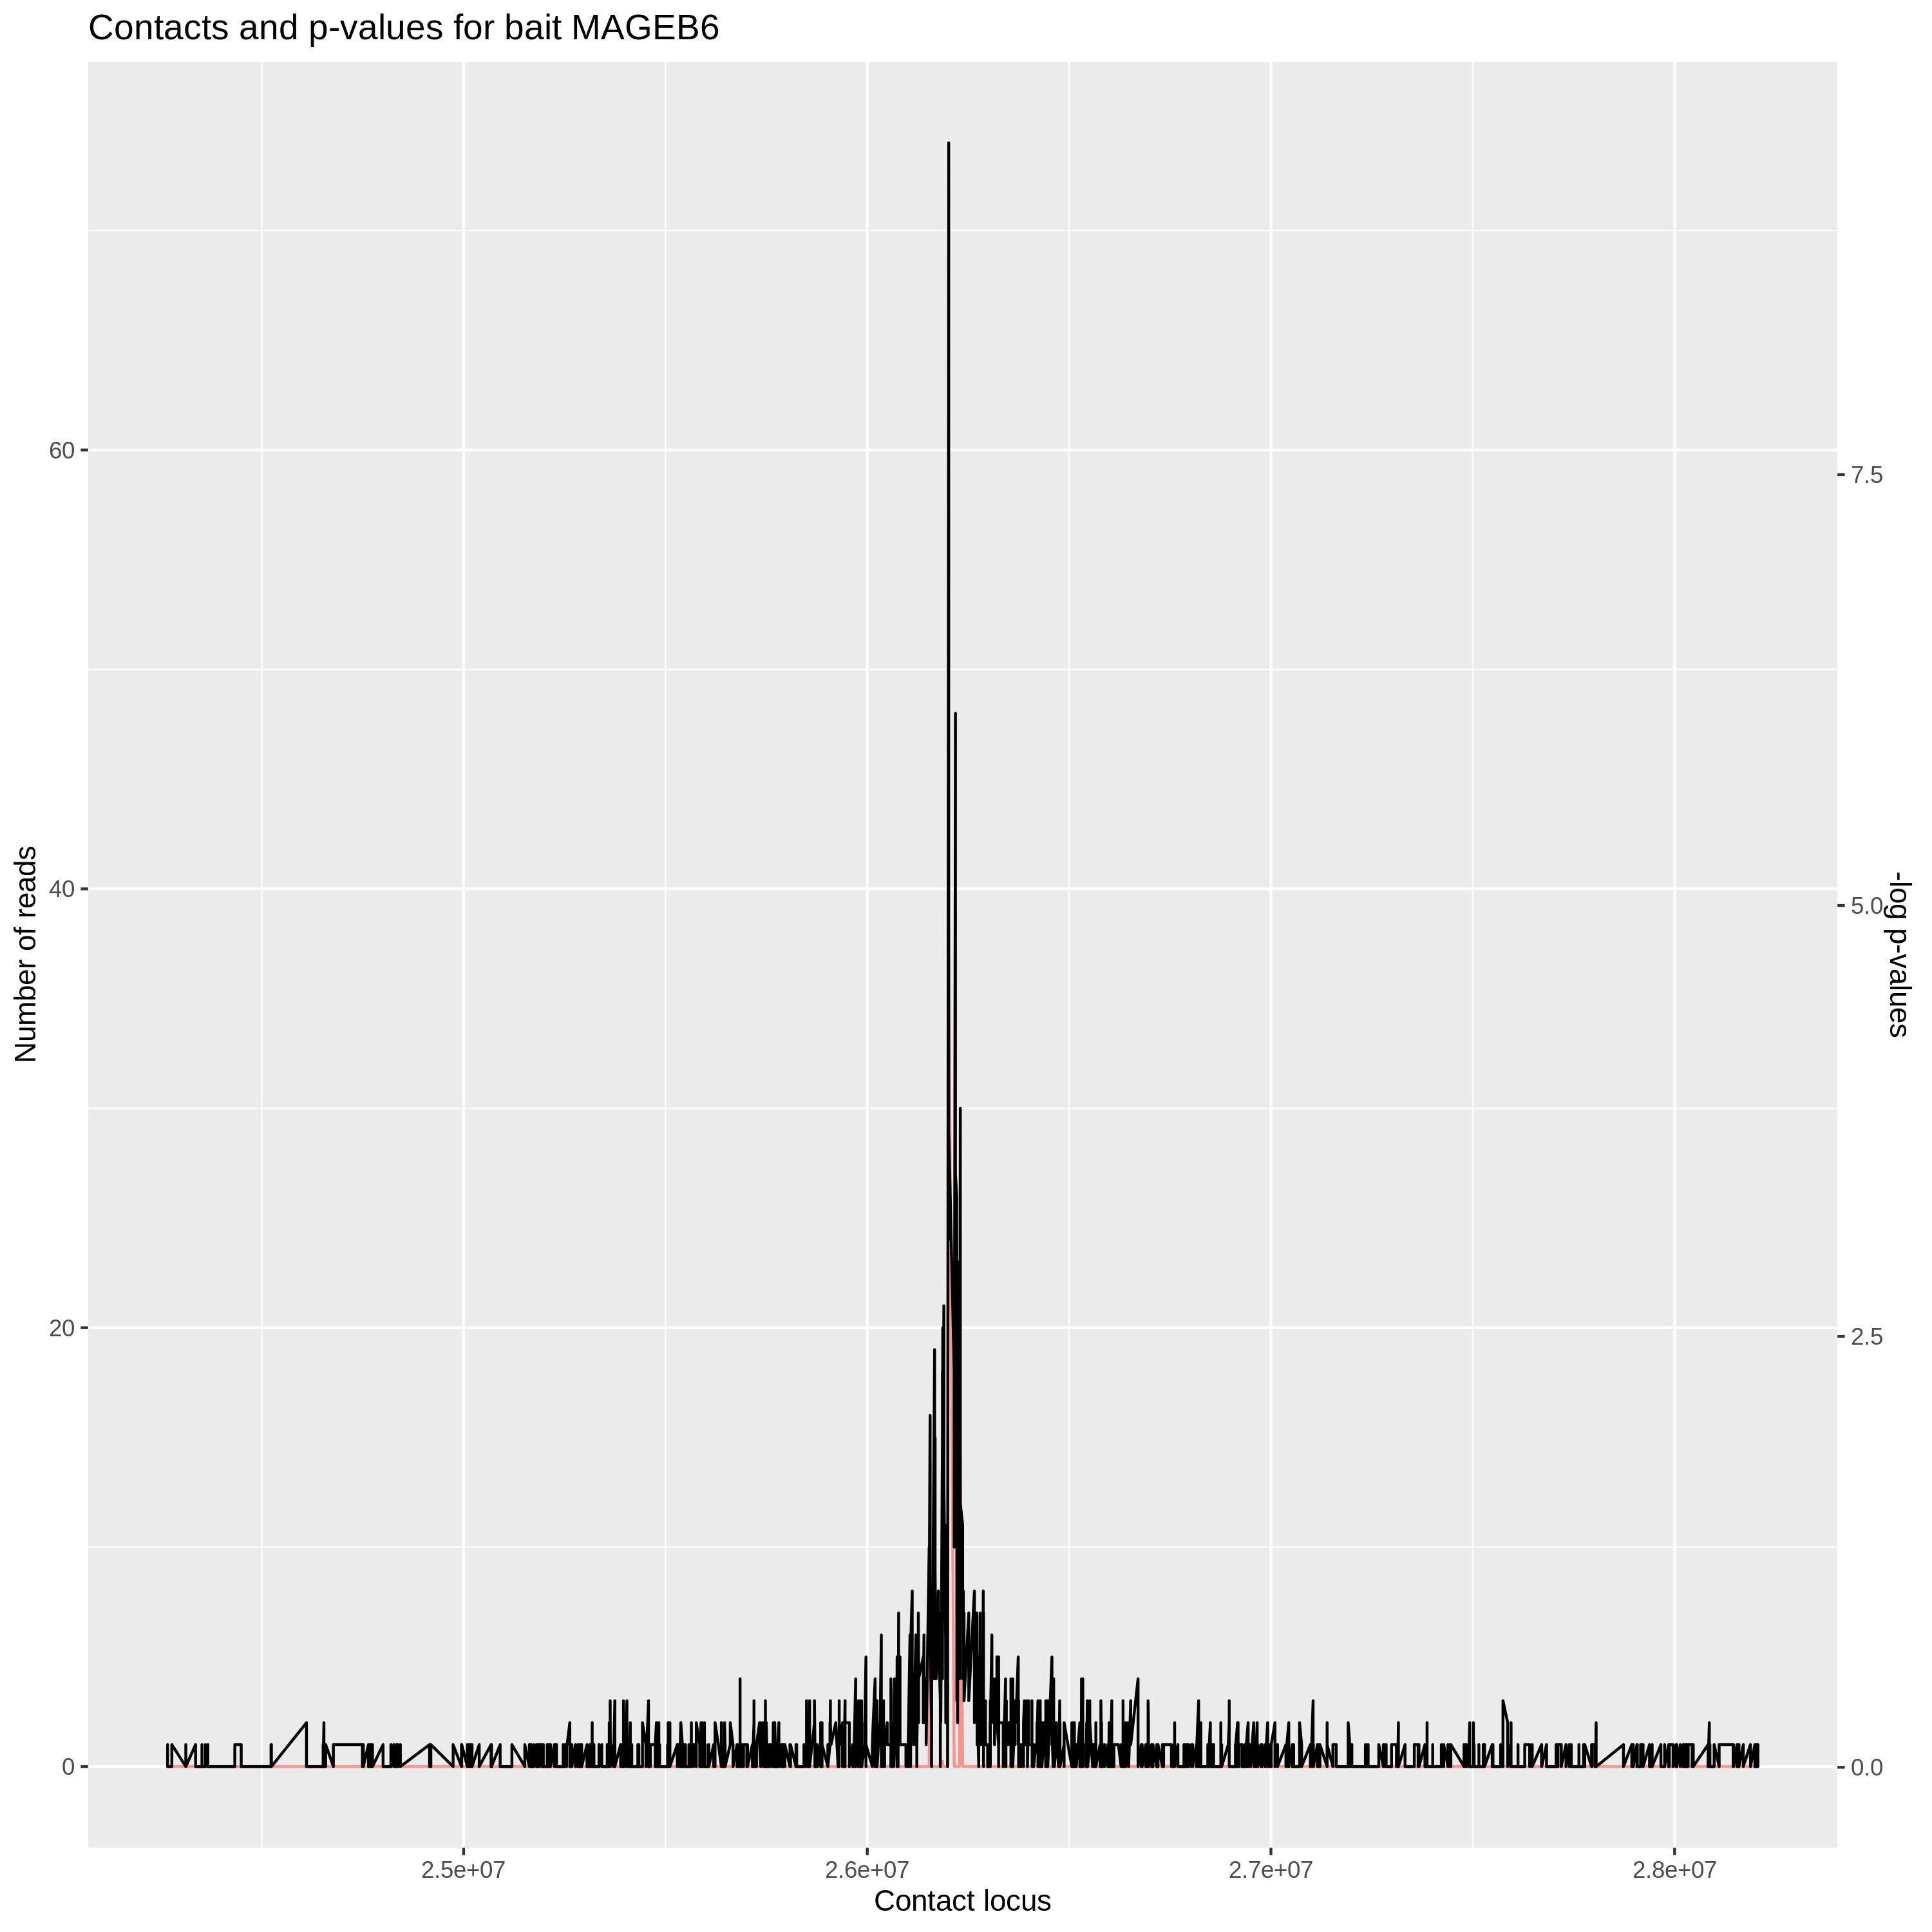 Contacts and p-values for bait MAGEB6
Number of reads
60
40
20
0
7.5
5.0
2.5
0.0
-log p-values
2.5e+07
2.6e+07
2.7e+07
2.8e+07
Contact locus